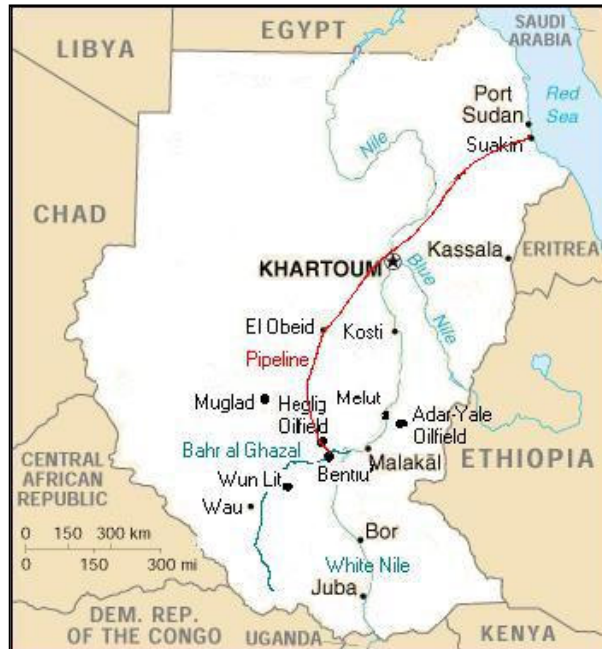 LIBYA
EGYPT
SAUDI
ARABIA
Port
Sudan
Red
Sea
Suakin
Nile
CHAD
KHARTOUM
Kassala
ERITREA
Blue
Nile
El Obeid
Kosti
Pipeline
Muglad
Heglig
Oilfield
Melut
Adar-Yale
Oilfield
Bahr al Ghazal
Bentiu
Malakāl
ETHIOPIA
CENTRAL
AFRICAN
REPUBLIC
Wun Lit
Wau
0 150 300 km
0 150 300 mi
Bor
White Nile
Juba
DEM. REP.
OF THE CONGO
UGANDA
KENYA